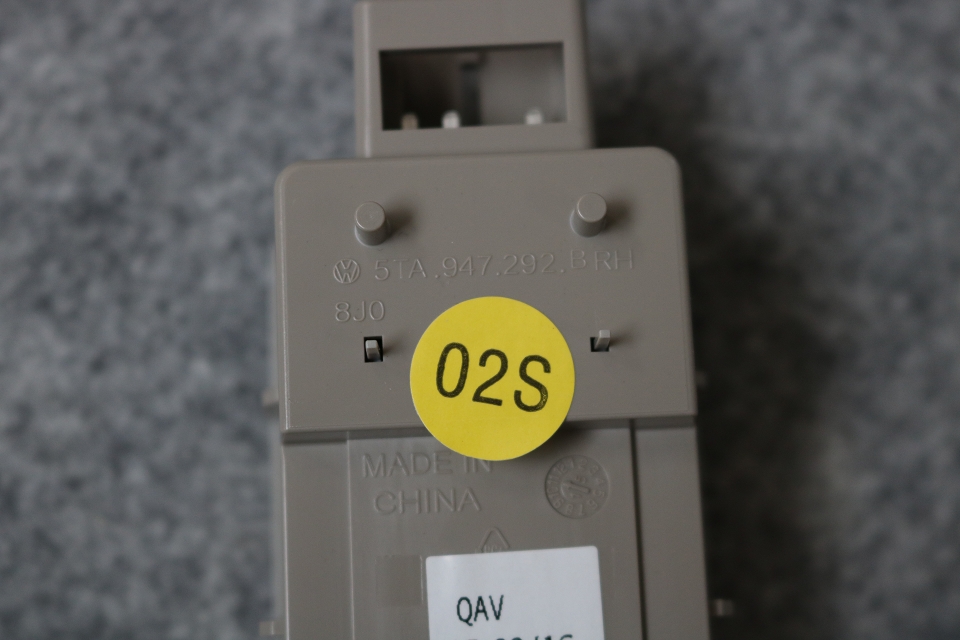 5TA.947.292.B RH
8J0
02S
MADE IN
CHINA
QAV